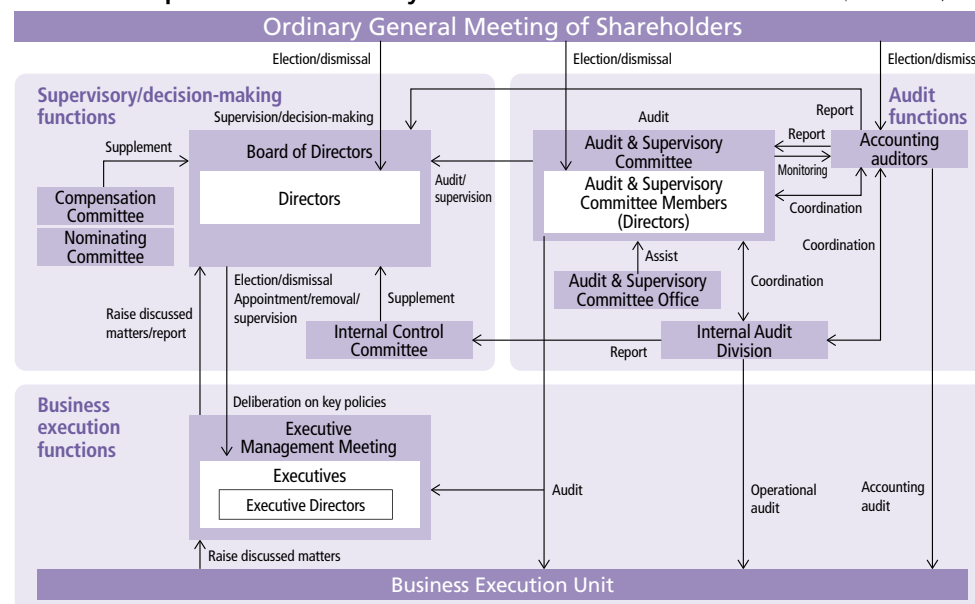 Ordinary General Meeting of Shareholders
Election/dismissal
Election/dismissal
Supervisory/decision-making
functions
Supervision/decision-making
Supplement
Board of Directors
Directors
Compensation
Committee
Nominating
Committee
Audit/
supervision
Raise discussed
matters/report
Election/dismissal
Appointment/removal/
supervision
Supplement
Internal Control
Committee
Audit
functions
Audit
Report
Report
Monitoring
Audit & Supervisory
Committee
Audit & Supervisory
Committee Members
(Directors)
Accounting
auditors
Coordination
Coordination
Assist
Audit & Supervisory
Committee Office
Coordination
Internal Audit
Division
Report
Business
execution
functions
Deliberation on key policies
Executive
Management Meeting
Executives
Executive Directors
Audit
Operational
audit
Accounting
audit
Raise discussed matters
Business Execution Unit